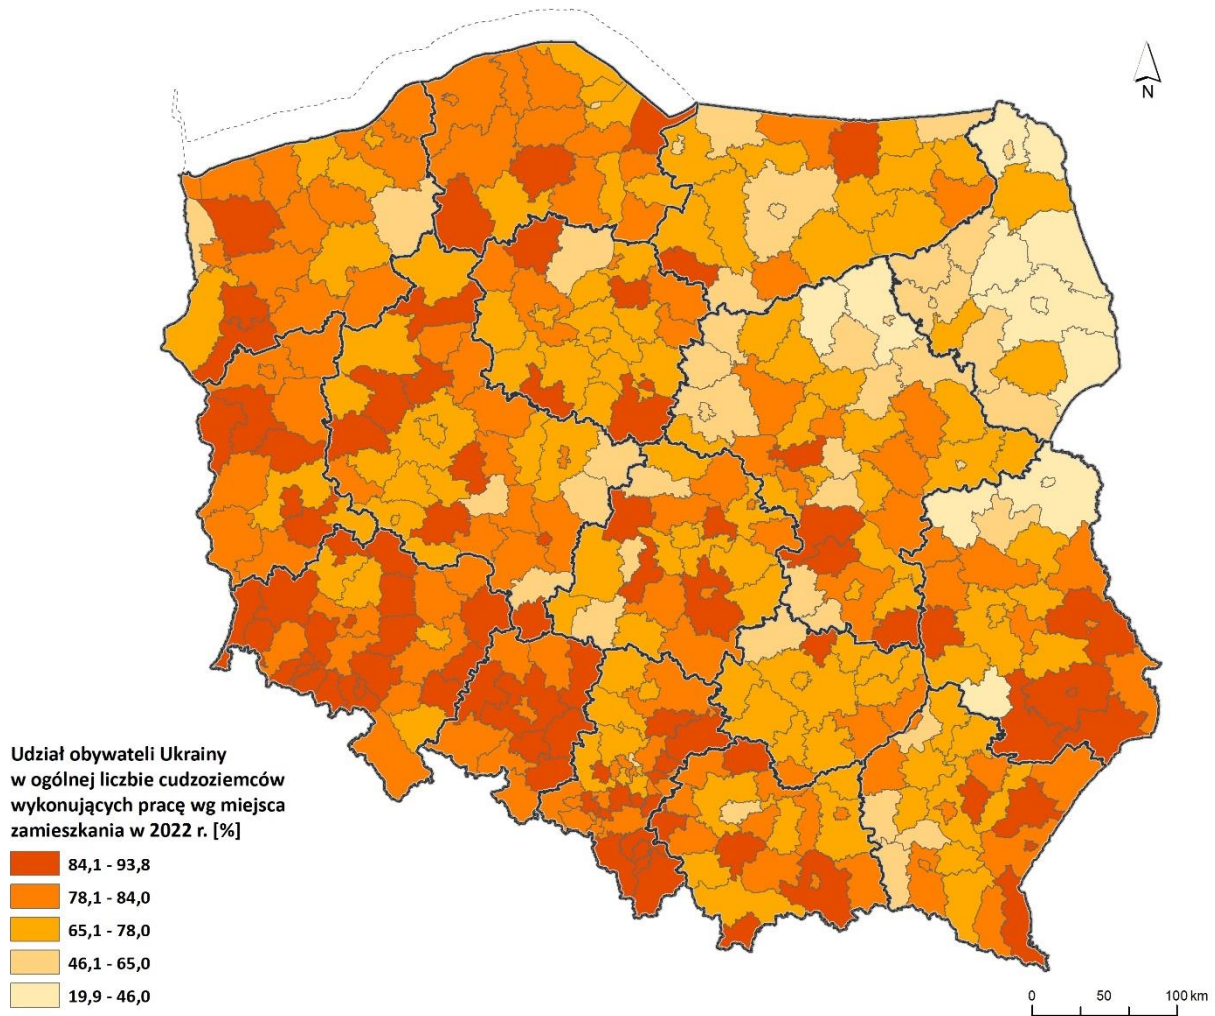 N
Udział obywateli Ukrainy
w ogólnej liczbie cudzoziemców
wykonujących pracę wg miejsca
zamieszkania w 2022 r. [%]
84,1 - 93,8
78,1 - 84,0
65,1 - 78,0
46,1 - 65,0
19,9 - 46,0
0 50 100 km